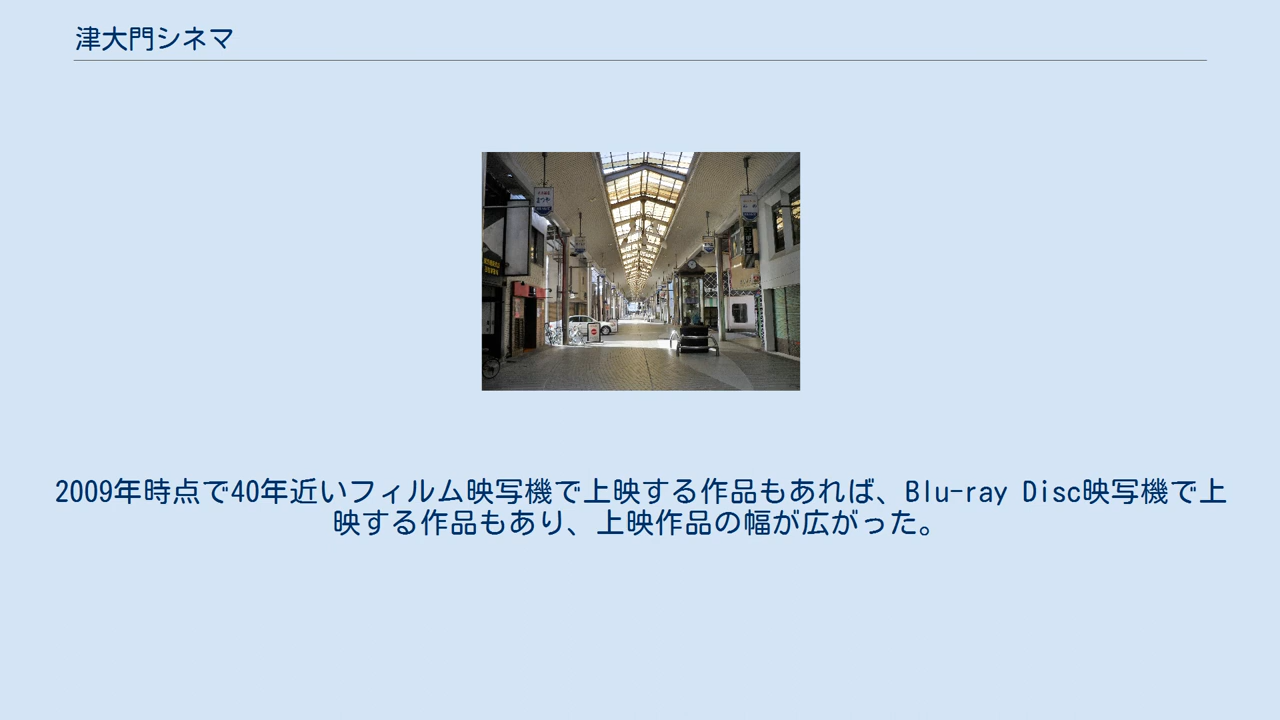 津大門シネマ
2009年時点で40年近いフィルム映写機で上映する作品もあれば、Blu-ray Disc映写機で上
映する作品もあり、上映作品の幅が広がった。